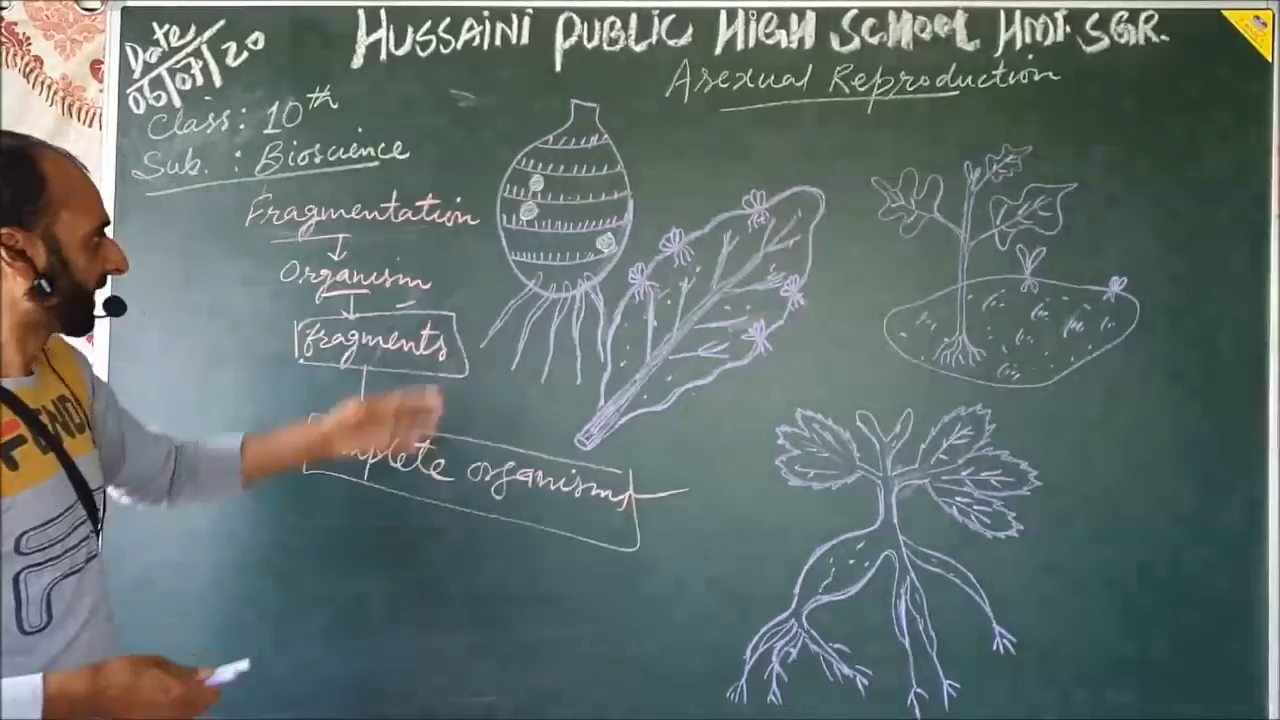 Date
06/07/20
HUSSAINI PUBLIC HIGH SCHOOL HMT. SGR.
Asexual Reproduction
Class: 10th
Sub. : Bioscience
Fragmentation
Organism
fragments
organisms